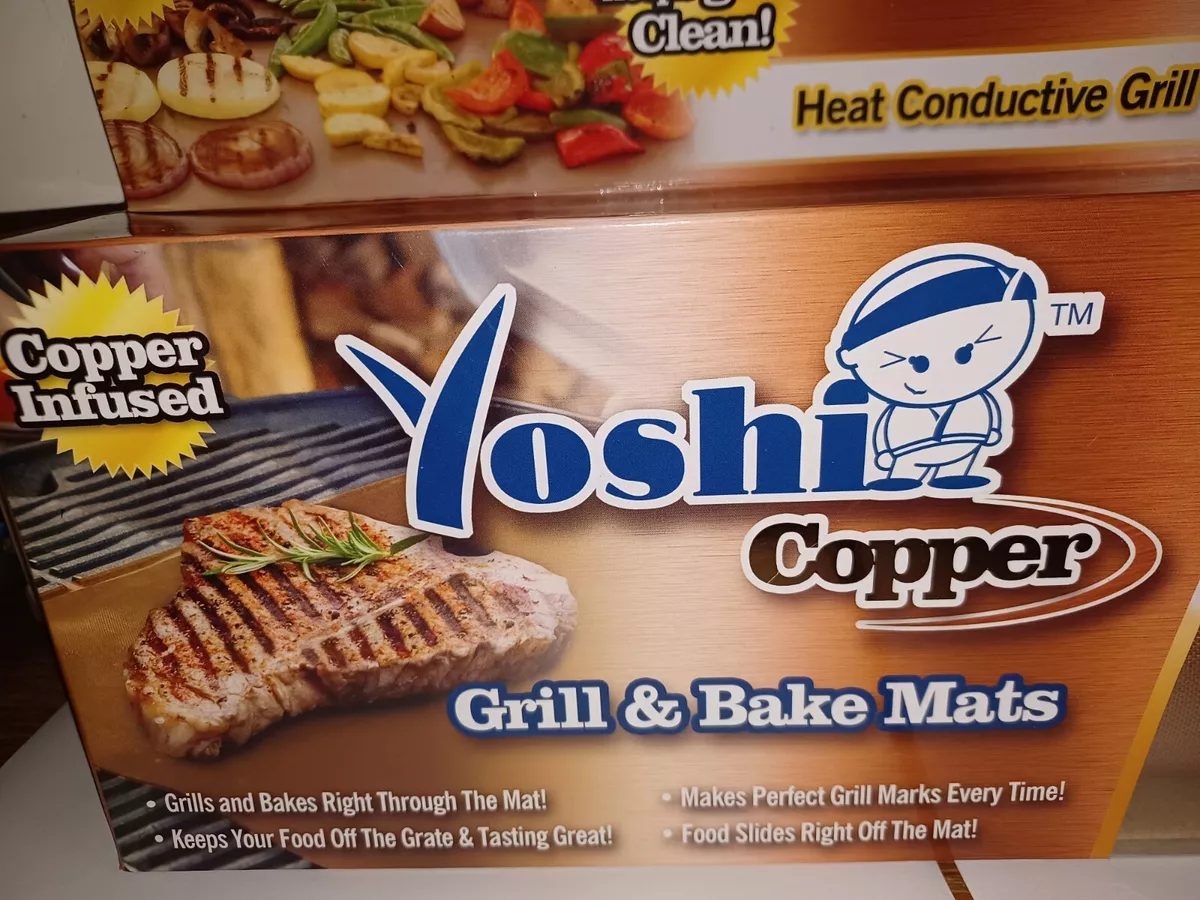 Clean!
Heat Conductive Grill
Copper
Infused
Yoshi TM
Copper
Grill & Bake Mats
• Grills and Bakes Right Through The Mat!
• Keeps Your Food Off The Grate & Tasting Great!
• Makes Perfect Grill Marks Every Time!
• Food Slides Right Off The Mat!